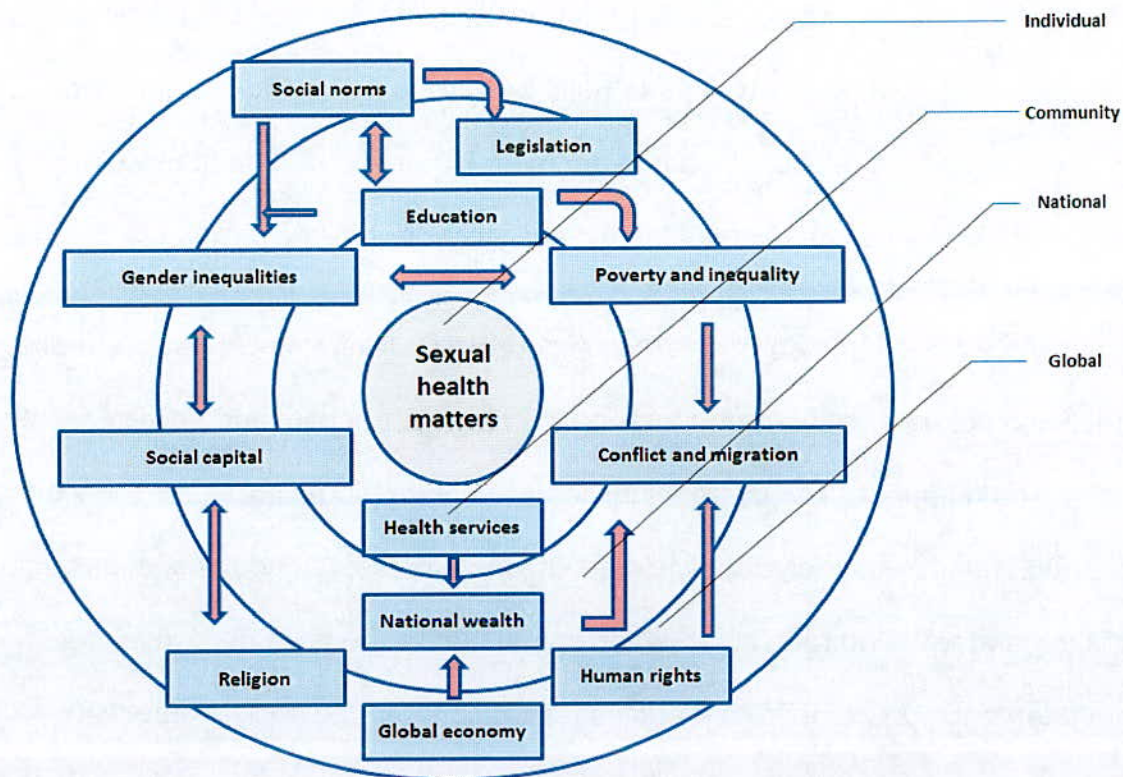 Individual
Social norms
Community
Legislation
National
Education
Gender inequalities
Poverty and inequality
Global
Sexual
health
matters
Social capital
Conflict and migration
Health services
National wealth
Religion
Human rights
Global economy